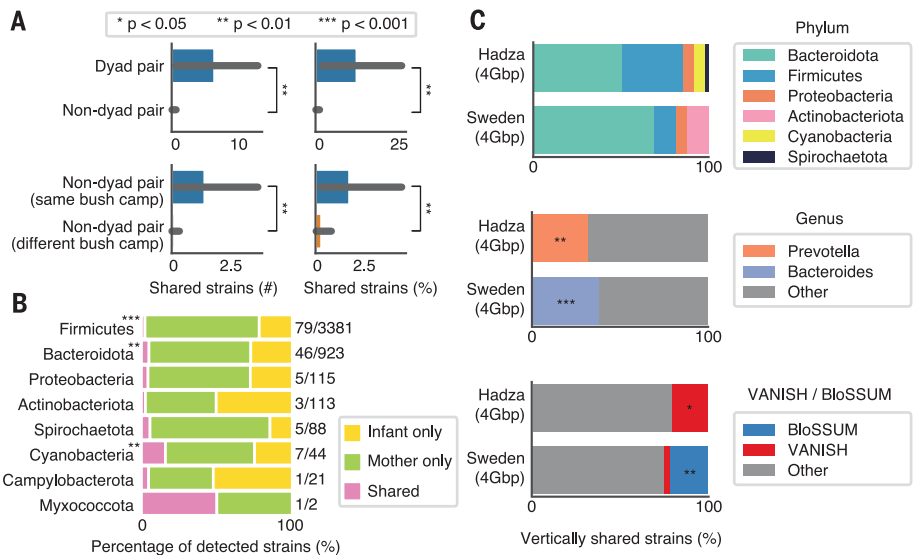 A
* p < 0.05 ** p < 0.01 *** p < 0.001
Dyad pair
Non-dyad pair
**
**
0 10
0 25
Non-dyad pair
(same bush camp)
Non-dyad pair
(different bush camp)
**
**
0 2.5
0 2.5
Shared strains (#)
Shared strains (%)
B
Firmicutes *** 79/3381
Bacteroidota ** 46/923
Proteobacteria 5/115
Actinobacteriota 3/113
Spirochaetota 5/88
Cyanobacteria ** 7/44
Campylobacterota 1/21
Myxococcota 1/2
0 100
Percentage of detected strains (%)
Infant only
Mother only
Shared
C
Hadza
(4Gbp)
Sweden
(4Gbp)
0 100
Phylum
Bacteroidota
Firmicutes
Proteobacteria
Actinobacteriota
Cyanobacteria
Spirochaetota
Hadza
(4Gbp)
**
Sweden
(4Gbp)
***
0 100
Genus
Prevotella
Bacteroides
Other
Hadza
(4Gbp)
*
Sweden
(4Gbp)
**
0 100
Vertically shared strains (%)
VANISH / BloSSUM
BloSSUM
VANISH
Other